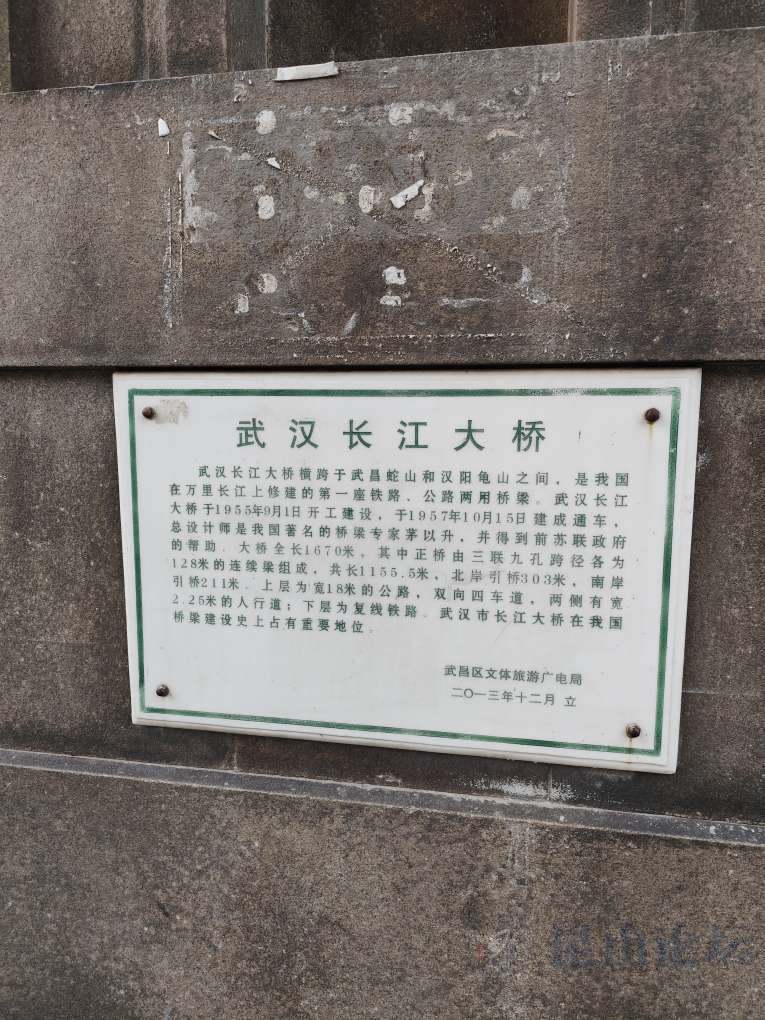 武汉长江大桥
武汉长江大桥横跨于武昌蛇山和汉阳龟山之间，是我国
在万里长江上修建的第一座铁路、公路两用桥梁。武汉长江
大桥于1955年9月1日开工建设，于1957年10月15日建成通车，
总设计师是我国著名的桥梁专家茅以升，并得到前苏联政府
的帮助。大桥全长1670米，其中正桥由三联九孔跨径各为
128米的连续梁组成，共长1155.5米，北岸引桥303米，南岸
引桥211米。上层为宽18米的公路，双向四车道，两侧有宽
2.25米的人行道；下层为复线铁路。武汉市长江大桥在我国
桥梁建设史上占有重要地位。
武昌区文体旅游广电局
二〇一三年十二月 立
昆山论坛